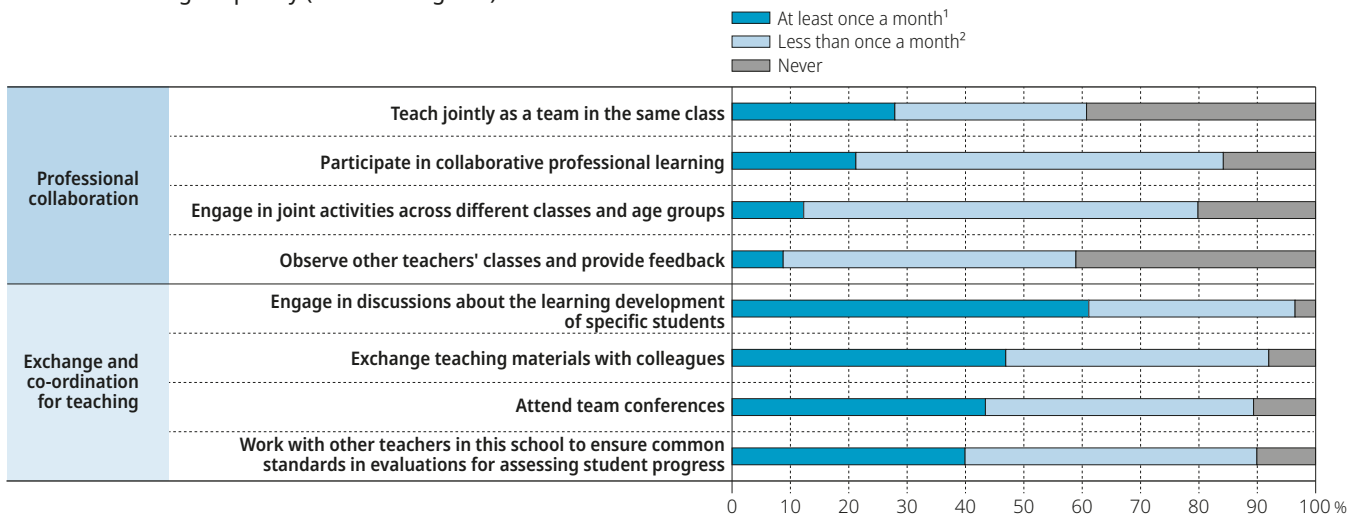 At least once a month¹
Less than once a month²
Never
Professional
collaboration
Teach jointly as a team in the same class
Participate in collaborative professional learning
Engage in joint activities across different classes and age groups
Observe other teachers' classes and provide feedback
Exchange and
co-ordination
for teaching
Engage in discussions about the learning development
of specific students
Exchange teaching materials with colleagues
Attend team conferences
Work with other teachers in this school to ensure common
standards in evaluations for assessing student progress
0 10 20 30 40 50 60 70 80 90 100 %